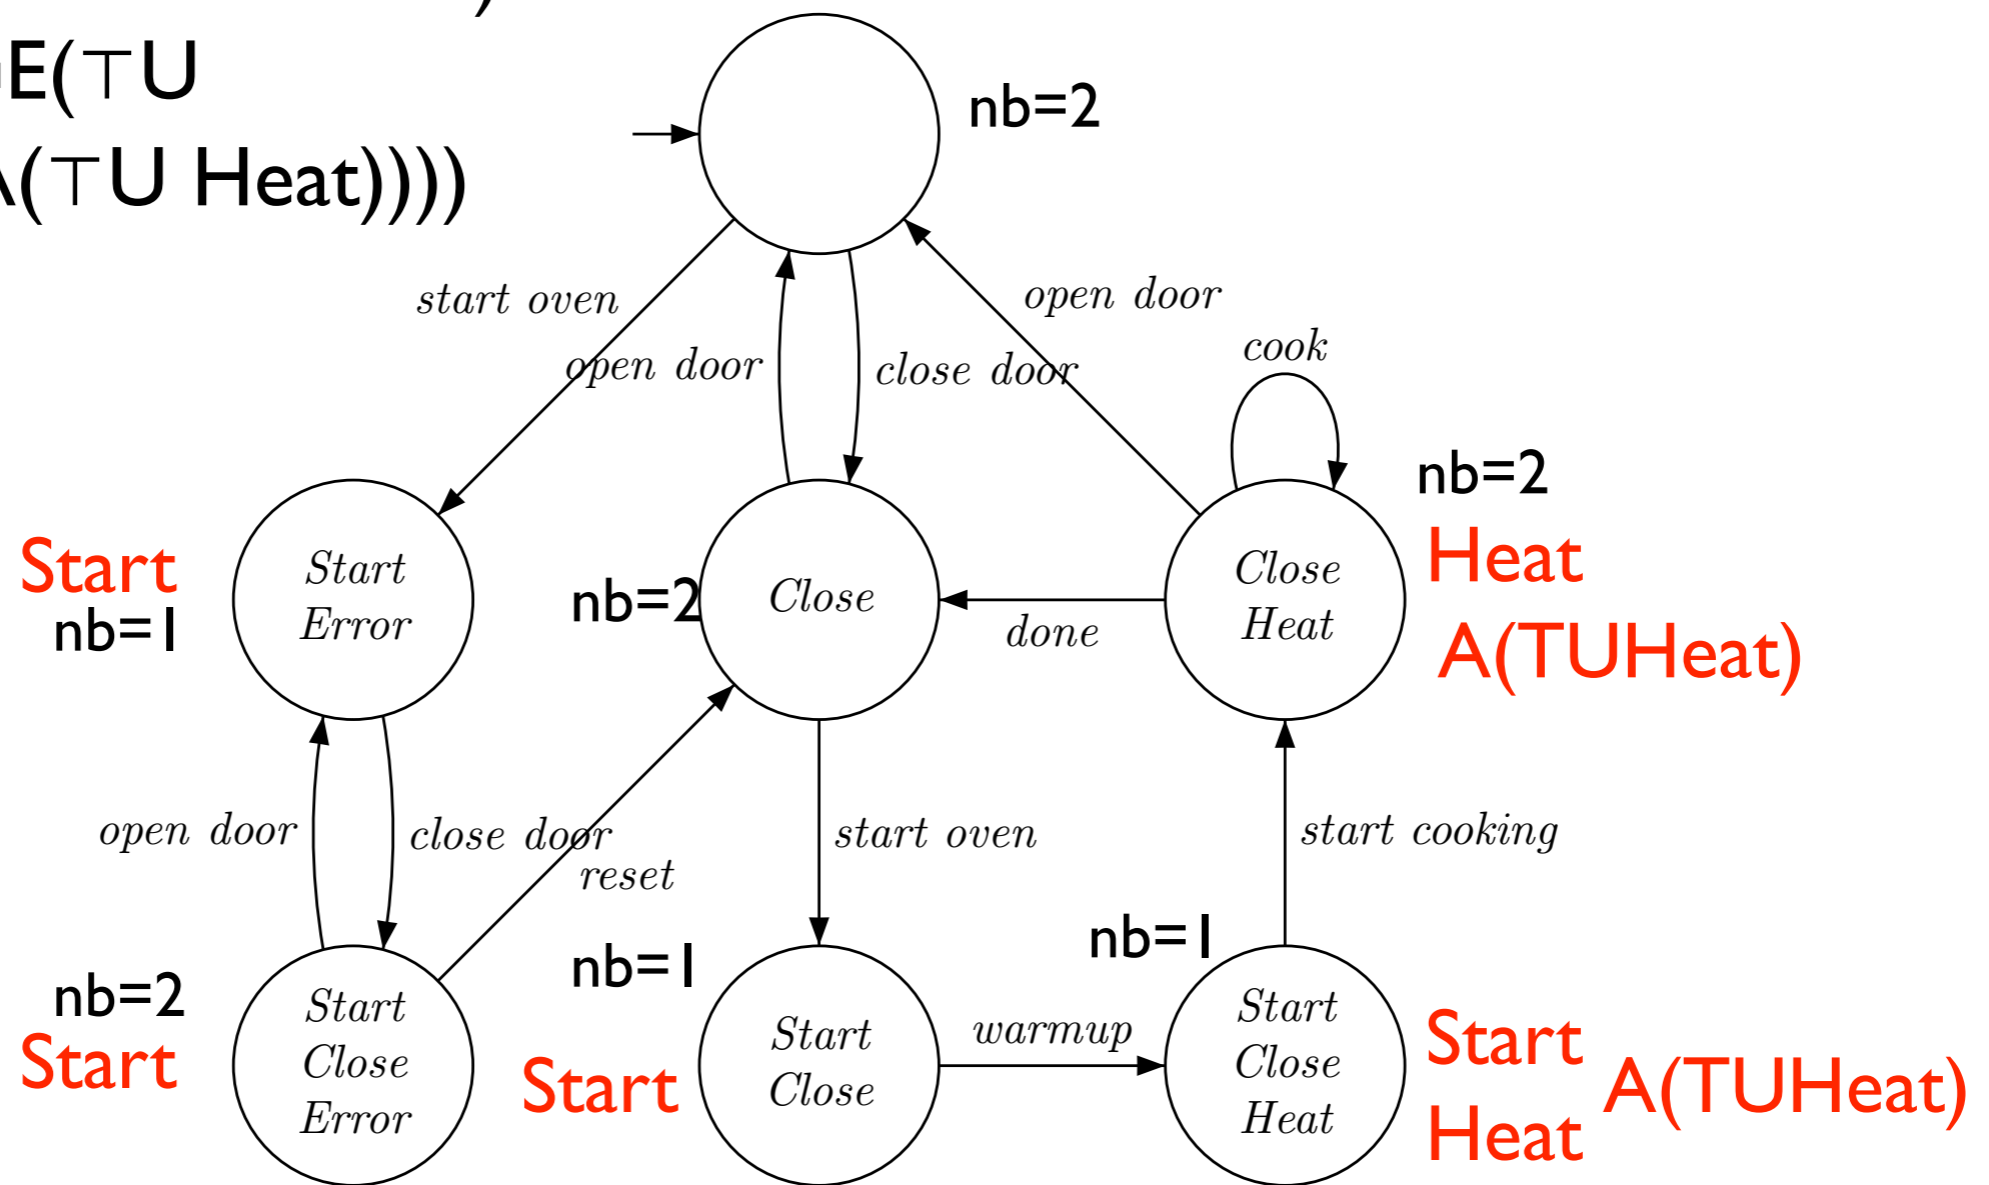 )
E(⊤U
A(⊤U Heat))))
nb=2
start oven
open door
open door
close door
cook
nb=2
Start
nb=1
Start
Error
nb=2
Close
Close
Heat
Heat
A(TUHeat)
done
open door
close door
reset
start oven
start cooking
nb=2
Start
Start
Close
Error
nb=1
Start
Start
Close
warmup
nb=1
Start
Close
Heat
Start
Heat
A(TUHeat)